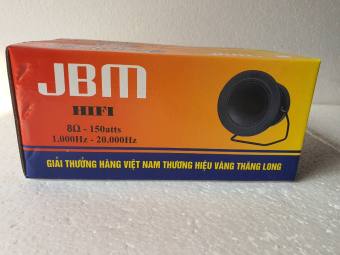 JBM
HIFI
8Ω - 150atts
1.000Hz - 20.000Hz
GIẢI THƯỞNG HÀNG VIỆT NAM THƯƠNG HIỆU VÀNG THĂNG LONG